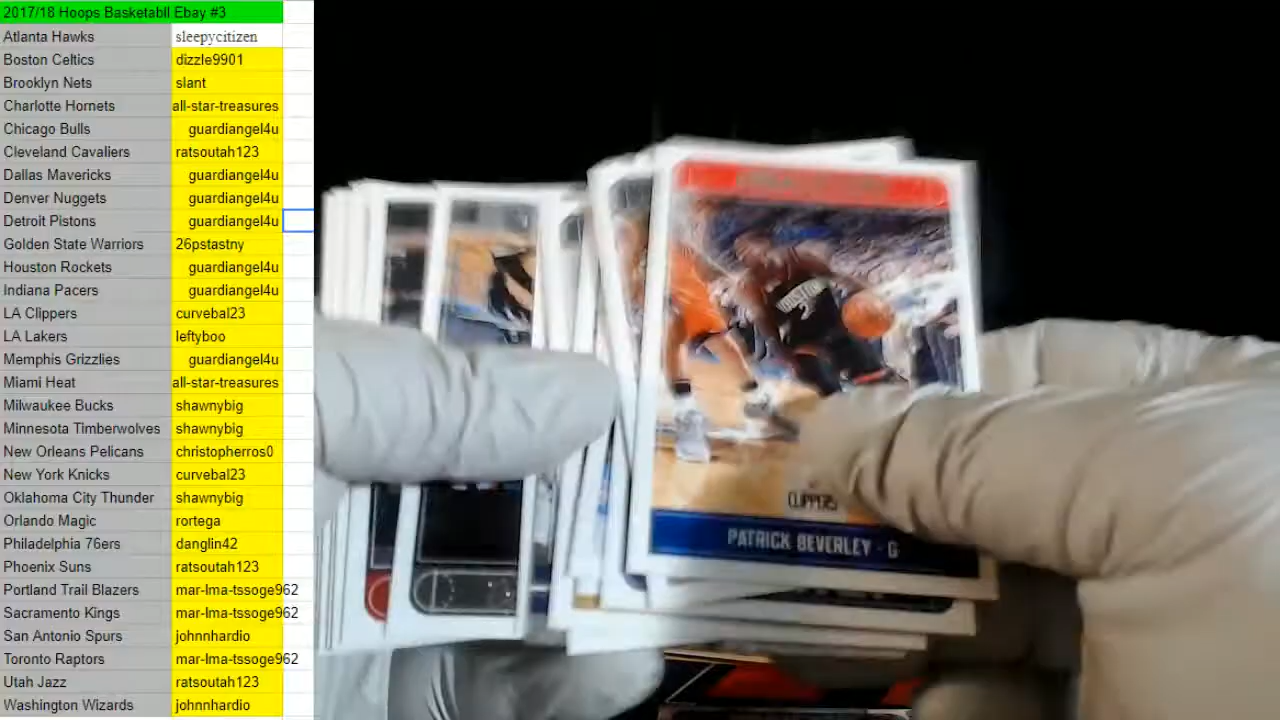 2017/18 Hoops Basketabll Ebay #3
Atlanta Hawks sleepycitizen
Boston Celtics dizzle9901
Brooklyn Nets slant
Charlotte Hornets all-star-treasures
Chicago Bulls guardiangel4u
Cleveland Cavaliers ratsoutah123
Dallas Mavericks guardiangel4u
Denver Nuggets guardiangel4u
Detroit Pistons guardiangel4u
Golden State Warriors 26pstastny
Houston Rockets guardiangel4u
Indiana Pacers guardiangel4u
LA Clippers curvebal23
LA Lakers leftyboo
Memphis Grizzlies guardiangel4u
Miami Heat all-star-treasures
Milwaukee Bucks shawnybig
Minnesota Timberwolves shawnybig
New Orleans Pelicans christopherros0
New York Knicks curvebal23
Oklahoma City Thunder shawnybig
Orlando Magic rortega
Philadelphia 76ers danglin42
Phoenix Suns ratsoutah123
Portland Trail Blazers mar-lma-tssoge962
Sacramento Kings mar-lma-tssoge962
San Antonio Spurs johnnhardio
Toronto Raptors mar-lma-tssoge962
Utah Jazz ratsoutah123
Washington Wizards johnnhardio
HOUSTON
2
CLIPPERS
PATRICK BEVERLEY - G